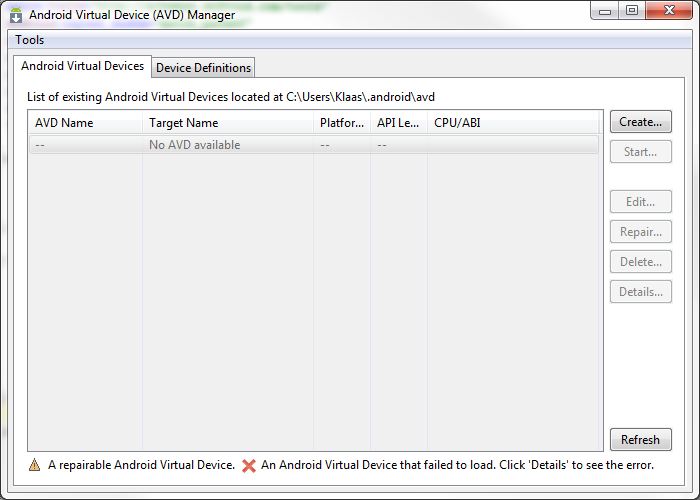 Android Virtual Device (AVD) Manager
Tools
Android Virtual Devices Device Definitions
List of existing Android Virtual Devices located at C:\Users\Klaas\.android\avd
AVD Name Target Name Platfor... API Le... CPU/ABI
-- No AVD available -- --
Create...
Start...
Edit...
Repair...
Delete...
Details...
Refresh
A repairable Android Virtual Device. An Android Virtual Device that failed to load. Click 'Details' to see the error.